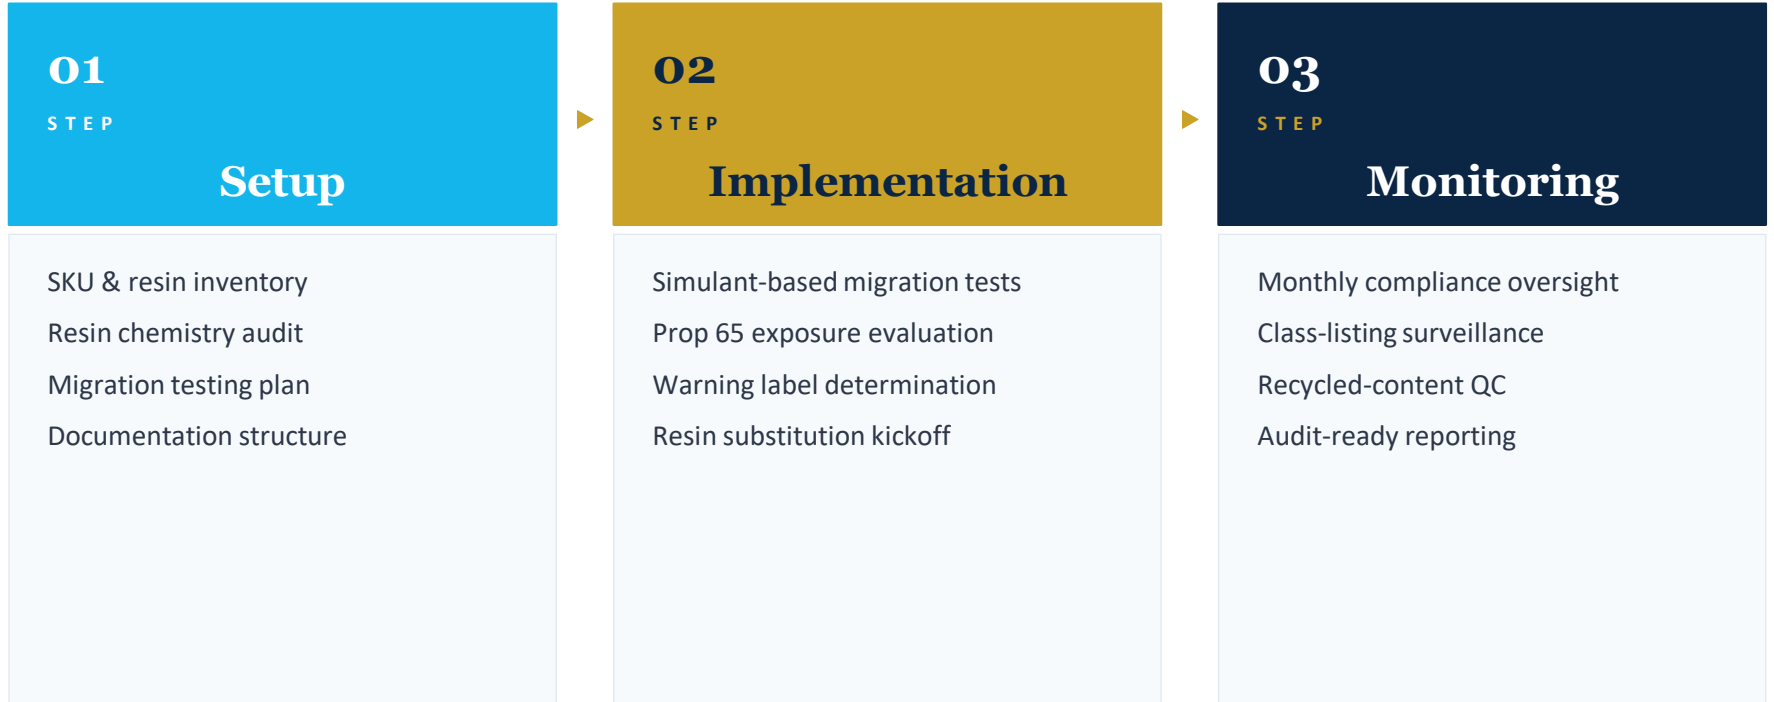 01
STEP
Setup
SKU & resin inventory
Resin chemistry audit
Migration testing plan
Documentation structure
02
STEP
Implementation
Simulant-based migration tests
Prop 65 exposure evaluation
Warning label determination
Resin substitution kickoff
03
STEP
Monitoring
Monthly compliance oversight
Class-listing surveillance
Recycled-content QC
Audit-ready reporting